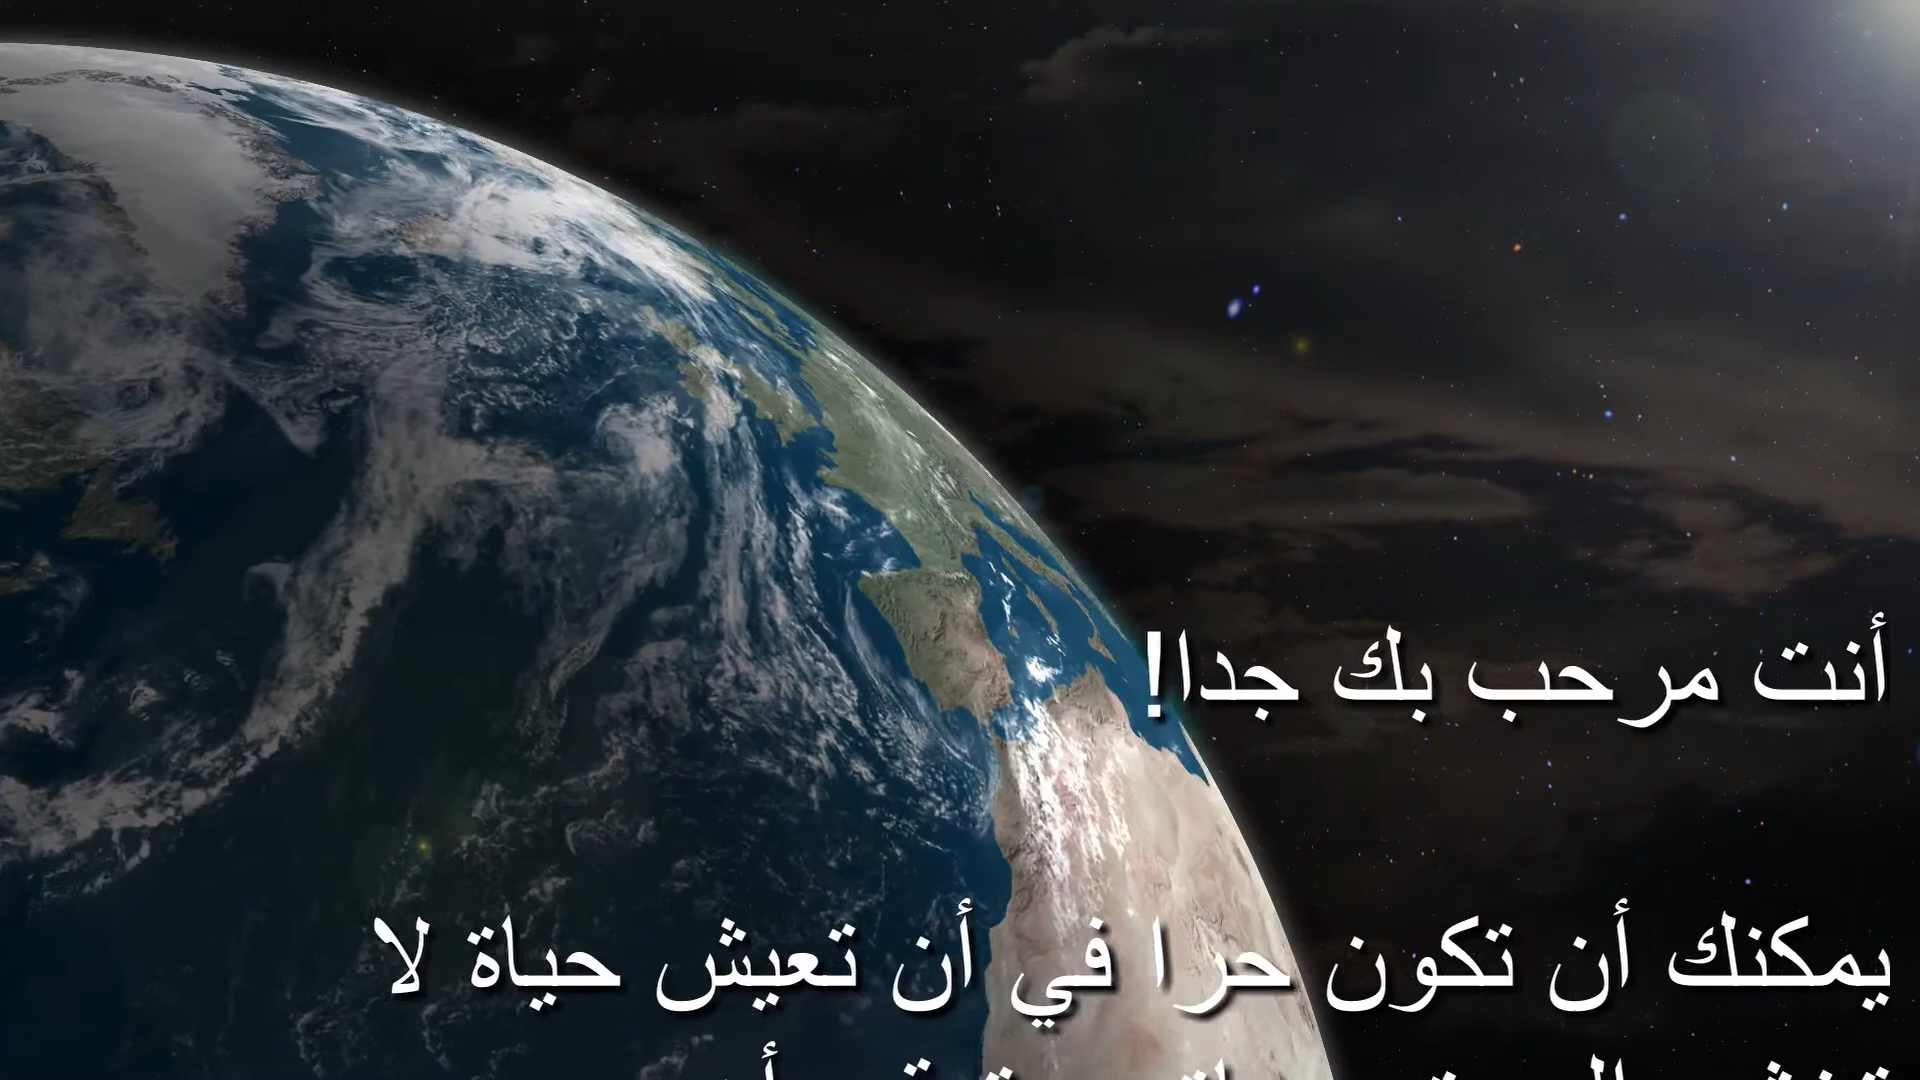 أنت مرحب بك جدا!
يمكنك أن تكون حرا في أن تعيش حياة لا